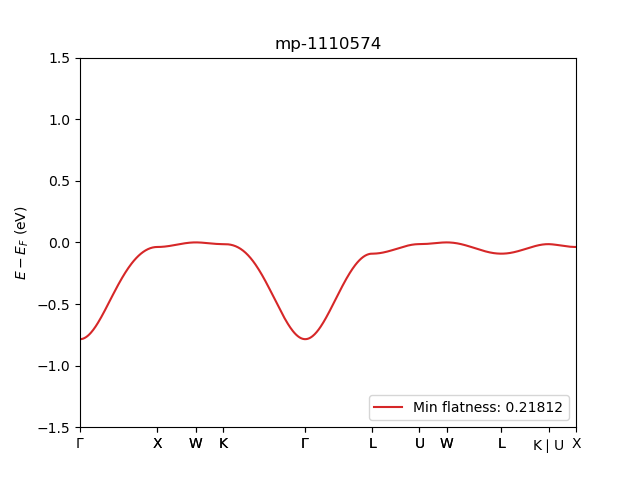 mp-1110574
E − E_F (eV)
1.5
1.0
0.5
0.0
−0.5
−1.0
−1.5
Γ X W K Γ L U W L K | U X
Min flatness: 0.21812